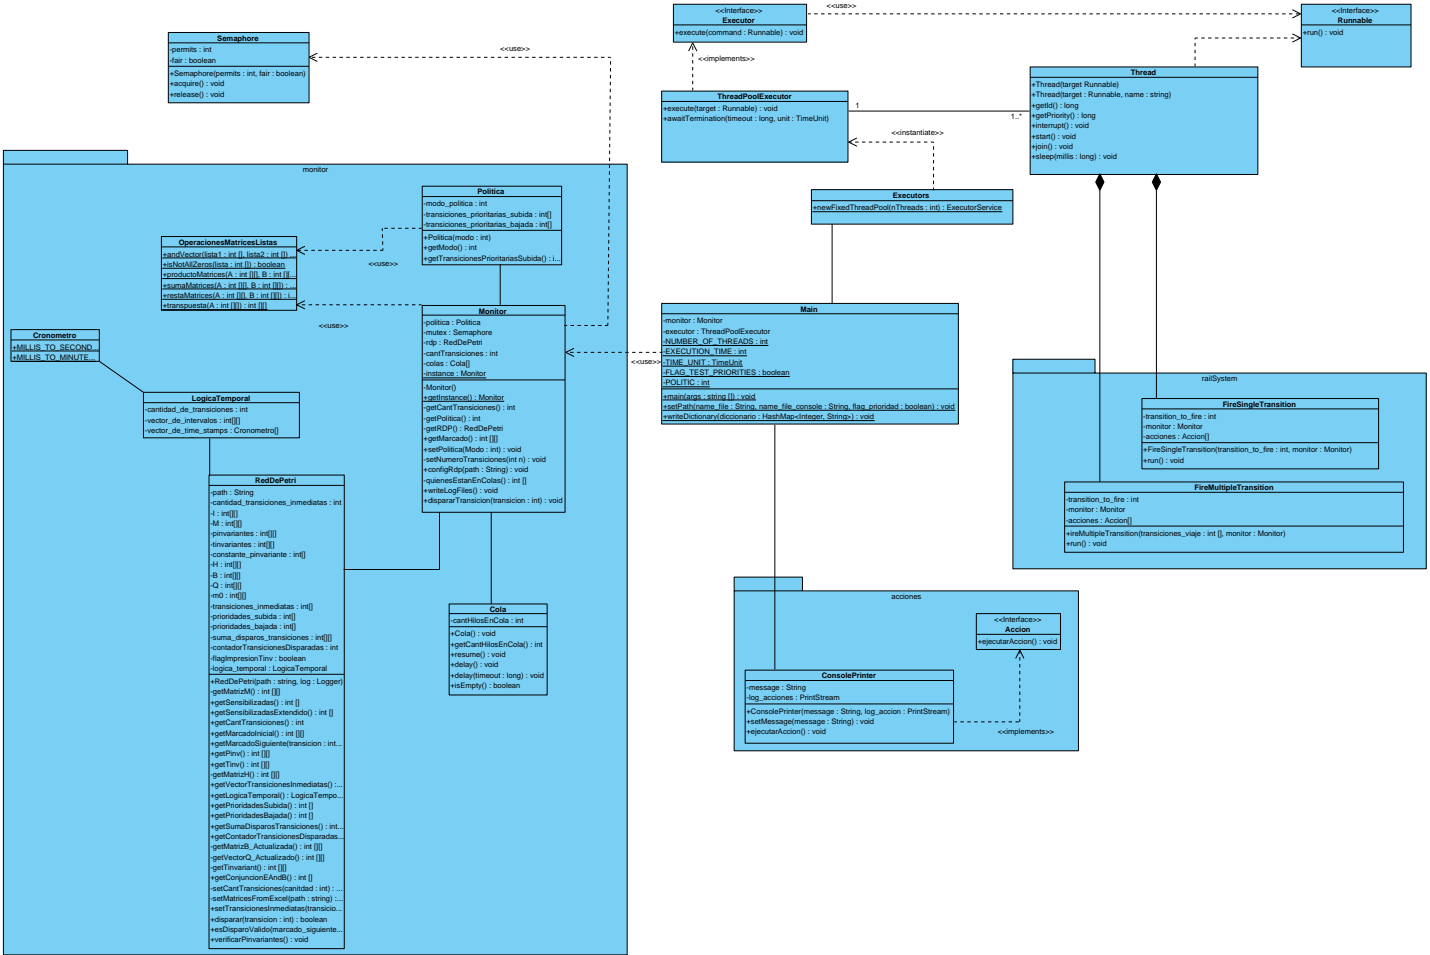 <<Interface>>
Executor
+execute(command : Runnable) : void
<<use>>
<<Interface>>
Runnable
+run() : void
Semaphore
-permits : int
-fair : boolean
+Semaphore(permits : int, fair : boolean)
+acquire() : void
+release() : void
<<use>>
<<implements>>
ThreadPoolExecutor
+execute(target : Runnable) : void
+awaitTermination(timeout : long, unit : TimeUnit)
1
1..*
Thread
+Thread(target Runnable)
+Thread(target : Runnable, name : string)
+getId() : long
+getPriority() : long
+interrupt() : void
+start() : void
+join() : void
+sleep(millis : long) : void
<<instantiate>>
Executors
+newFixedThreadPool(nThreads : int) : ExecutorService
monitor
Politica
-modo_politica : int
-transiciones_prioritarias_subida : int[]
-transiciones_prioritarias_bajada : int[]
+Politica(modo : int)
+getModo() : int
+getTransicionesPrioritariasSubida() : i...
OperacionesMatricesListas
+andVector(lista1 : int [], lista2 : int []) ...
+isNotAllZeros(lista : int []) : boolean
+productoMatrices(A : int [][], B : int [][...
+sumaMatrices(A : int [][], B : int [][]) : ...
+restaMatrices(A : int [][], B : int [][]) : i...
+transpuesta(A : int [][]) : int [][]
<<use>>
<<use>>
Cronometro
+MILLIS_TO_SECOND...
+MILLIS_TO_MINUTE...
LogicaTemporal
-cantidad_de_transiciones : int
-vector_de_intervalos : int[][]
-vector_de_time_stamps : Cronometro[]
Monitor
-politica : Politica
-mutex : Semaphore
-rdp : RedDePetri
-cantTransiciones : int
-colas : Cola[]
-instance : Monitor
-Monitor()
+getInstance() : Monitor
-getCantTransiciones() : int
-getPolitica() : int
-getRDP() : RedDePetri
+getMarcado() : int [][]
+setPolitica(Modo : int) : void
-setNumeroTransiciones(int n) : void
+configRdp(path : String) : void
-quienesEstanEnColas() : int []
+writeLogFiles() : void
+dispararTransicion(transicion : int) : void
<<use>>
Main
-monitor : Monitor
-executor : ThreadPoolExecutor
-NUMBER_OF_THREADS : int
-EXECUTION_TIME : int
-TIME_UNIT : TimeUnit
-FLAG_TEST_PRIORITIES : boolean
-POLITIC : int
+main(args : string []) : void
+setPath(name_file : String, name_file_console : String, flag_prioridad : boolean) : void
+writeDictionary(diccionario : HashMap<Integer, String>) : void
railSystem
FireSingleTransition
-transition_to_fire : int
-monitor : Monitor
-acciones : Accion[]
+FireSingleTransition(transition_to_fire : int, monitor : Monitor)
+run() : void
FireMultipleTransition
-transition_to_fire : int
-monitor : Monitor
-acciones : Accion[]
+ireMultipleTransition(transiciones_viaje : int [], monitor : Monitor)
+run() : void
RedDePetri
-path : String
-cantidad_transiciones_inmediatas : int
-I : int[][]
-M : int[][]
-pinvariantes : int[][]
-tinvariantes : int[][]
-constante_pinvariante : int[]
-H : int[][]
-B : int[][]
-Q : int[][]
-m0 : int[][]
-transiciones_inmediatas : int[]
-prioridades_subida : int[]
-prioridades_bajada : int[]
-suma_disparos_transiciones : int[][]
-contadorTransicionesDisparadas : int
-flagImpresionTinv : boolean
-logica_temporal : LogicaTemporal
+RedDePetri(path : string, log : Logger)
-getMatrizM() : int [][]
+getSensibilizadas() : int []
+getSensibilizadasExtendido() : int []
+getCantTransiciones() : int
+getMarcadoInicial() : int [][]
+getMarcadoSiguiente(transicion : int...
+getPinv() : int [][]
+getTinv() : int [][]
-getMatrizH() : int [][]
+getVectorTransicionesInmediatas() :...
+getLogicaTemporal() : LogicaTempo...
+getPrioridadesSubida() : int []
+getPrioridadesBajada() : int []
+getSumaDisparosTransiciones() : int...
+getContadorTransicionesDisparadas...
-getMatrizB_Actualizada() : int [][]
-getVectorQ_Actualizado() : int [][]
-getTinvariant() : int [][]
+getConjuncionEAndB() : int []
-setCantTransiciones(canitdad : int) : ...
-setMatricesFromExcel(path : string) :...
+setTransicionesInmediatas(transicio...
+disparar(transicion : int) : boolean
+esDisparoValido(marcado_siguiente...
+verificarPinvariantes() : void
Cola
-cantHilosEnCola : int
+Cola() : void
+getCantHilosEnCola() : int
+resume() : void
+delay() : void
+delay(timeout : long) : void
+isEmpty() : boolean
acciones
<<Interface>>
Accion
+ejecutarAccion() : void
ConsolePrinter
-message : String
-log_acciones : PrintStream
+ConsolePrinter(message : String, log_accion : PrintStream)
+setMessage(message : String) : void
+ejecutarAccion() : void
<<implements>>